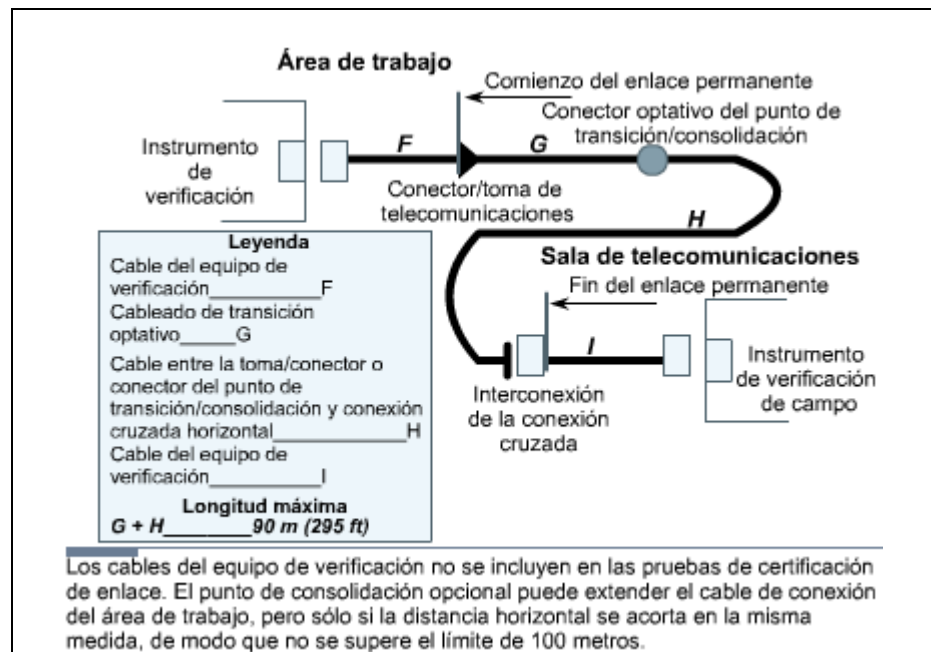 Área de trabajo
Comienzo del enlace permanente
Conector optativo del punto de
transición/consolidación
Instrumento
de
verificación
F
G
Conector/toma de
telecomunicaciones
H
Leyenda
Cable del equipo de
verificación____________F
Cableado de transición
optativo______G
Cable entre la toma/conector o
conector del punto de
transición/consolidación y conexión
cruzada horizontal______________H
Cable del equipo de
verificación____________I
Longitud máxima
G + H_________90 m (295 ft)
Sala de telecomunicaciones
Fin del enlace permanente
I
Interconexión
de la conexión
cruzada
Instrumento
de verificación
de campo
Los cables del equipo de verificación no se incluyen en las pruebas de certificación
de enlace. El punto de consolidación opcional puede extender el cable de conexión
del área de trabajo, pero sólo si la distancia horizontal se acorta en la misma
medida, de modo que no se supere el límite de 100 metros.